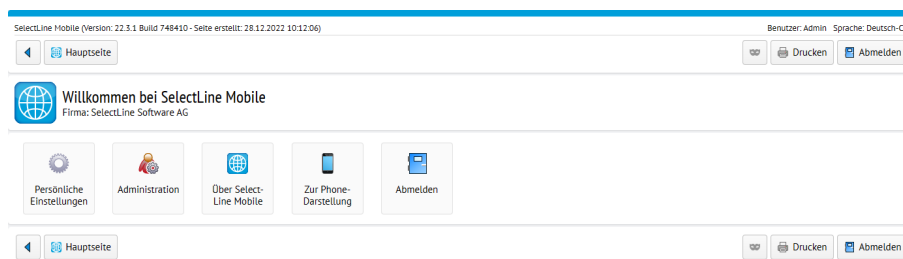 SelectLine Mobile (Version: 22.3.1 Build 748410 - Seite erstellt: 28.12.2022 10:12:06) Benutzer: Admin Sprache: Deutsch-C
Hauptseite Drucken Abmelden
Willkommen bei SelectLine Mobile
Firma: SelectLine Software AG
Persönliche Einstellungen
Administration
Über Select-
Line Mobile
Zur Phone-
Darstellung
Abmelden
Hauptseite Drucken Abmelden